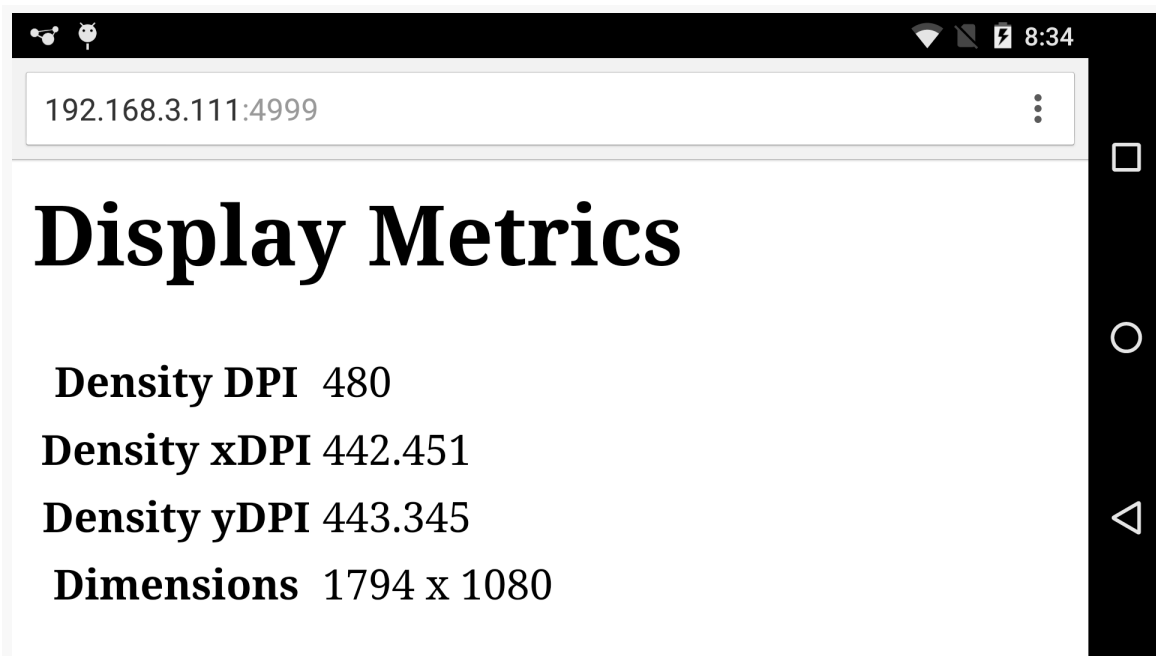 8:34
192.168.3.111:4999
Display Metrics
Density DPI 480
Density xDPI 442.451
Density yDPI 443.345
Dimensions 1794 x 1080